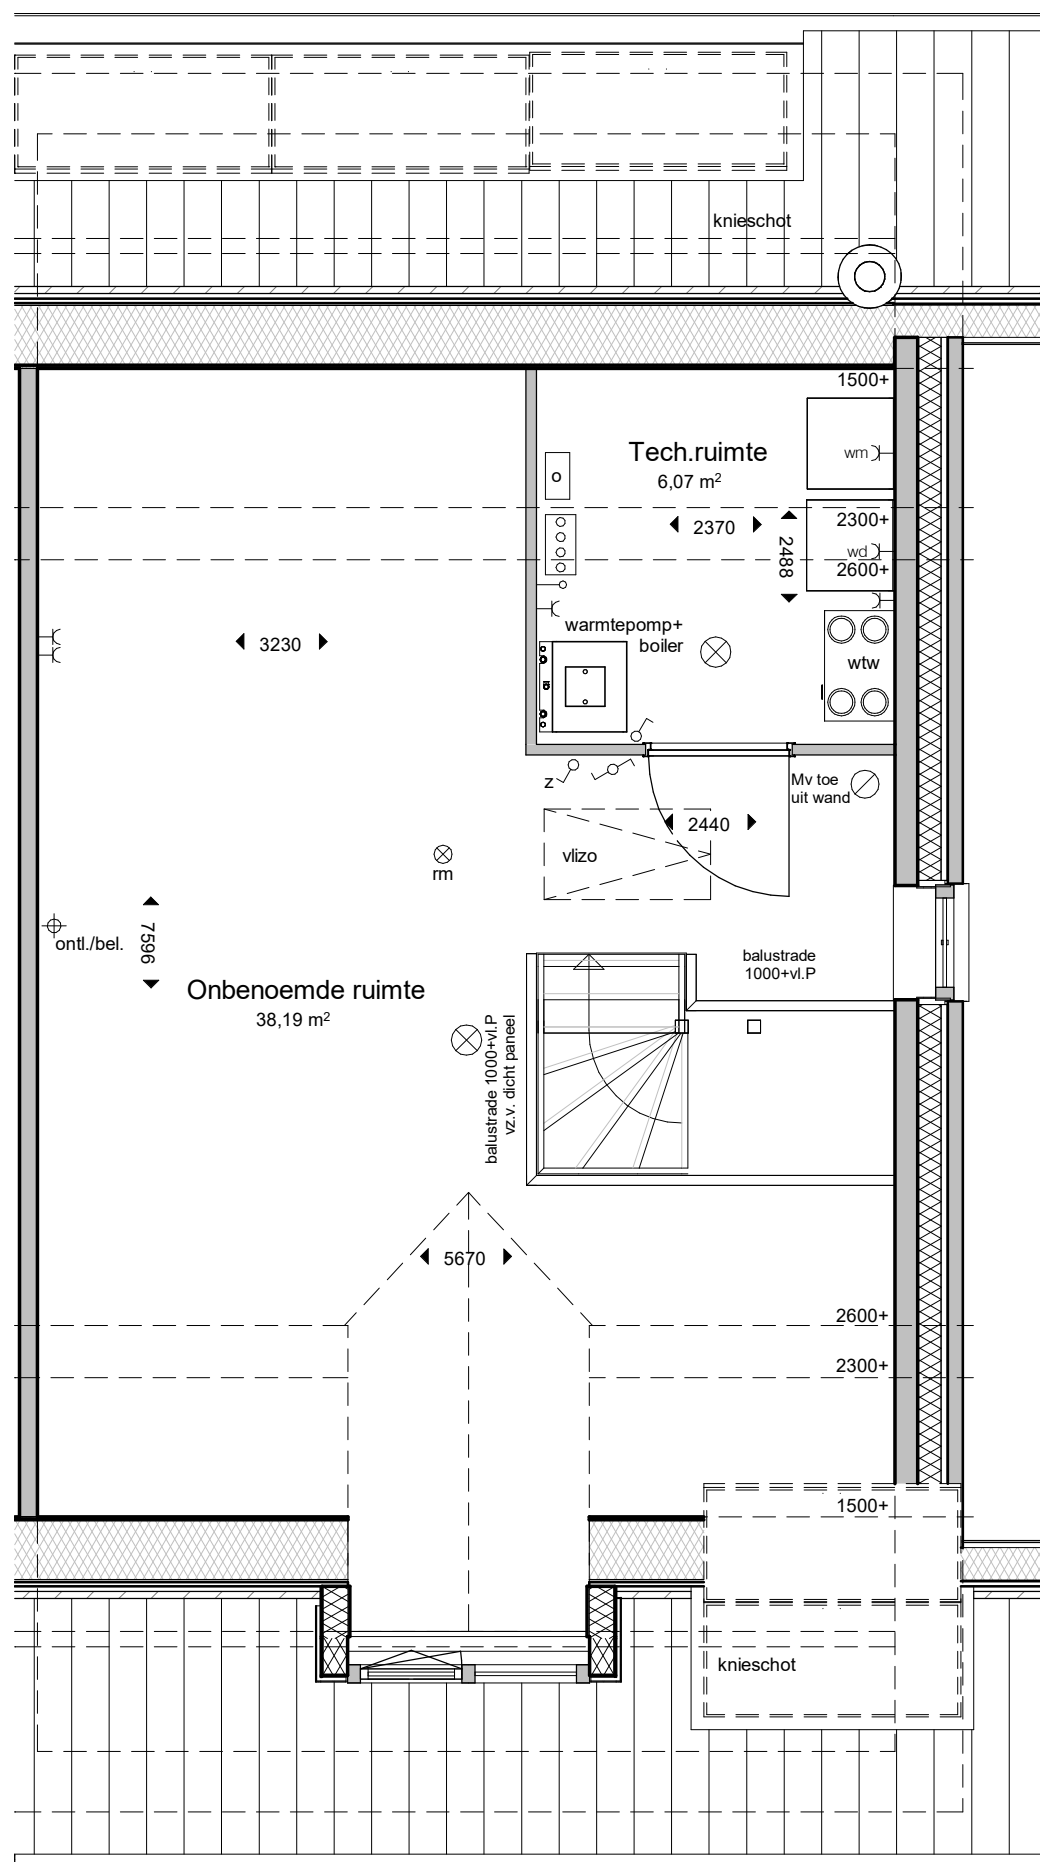 knieschot
1500+
Tech.ruimte
6,07 m²
wm
o
2300+
2370
2488
wd
2600+
warmtepomp+
boiler
3230
wtw
z
Mv toe
uit wand
2440
vlizo
rm
7596
ontl./bel.
balustrade
1000+vl.P
Onbenoemde ruimte
38,19 m²
balustrade 1000+vl.P
vz.v. dicht paneel
5670
2600+
2300+
1500+
knieschot